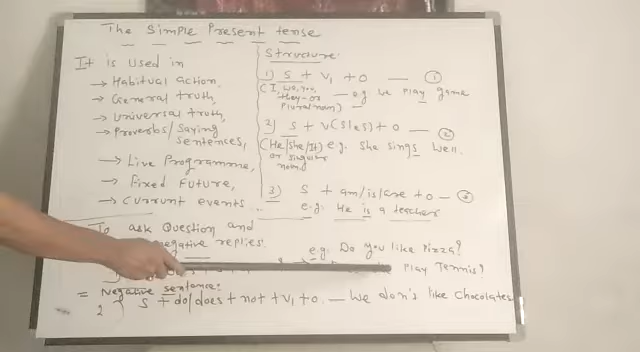 The Simple Present tense
It is Used in
→ Habitual action,
→ General truth,
→ Universal truth,
→ Proverbs/Saying
sentences,
→ Live Programme,
→ Fixed Future,
→ Current events ..
Structure:
1) S + V1 + O — ①
(I, we, you,
they - or
Plural noun) — e.g. We play game
2) S + V(s/es) + O — ②
(He/She/It) e.g. She sings well.
or singular
noun)
3) S + am/is/are + O — ③
e.g. He is a teacher
To ask Question and
negative replies.
e.g. Do you like Pizza?
Play Tennis?
= Negative sentence:
2 } S + do/does + not + V1 + O. — We don's like Chocolates